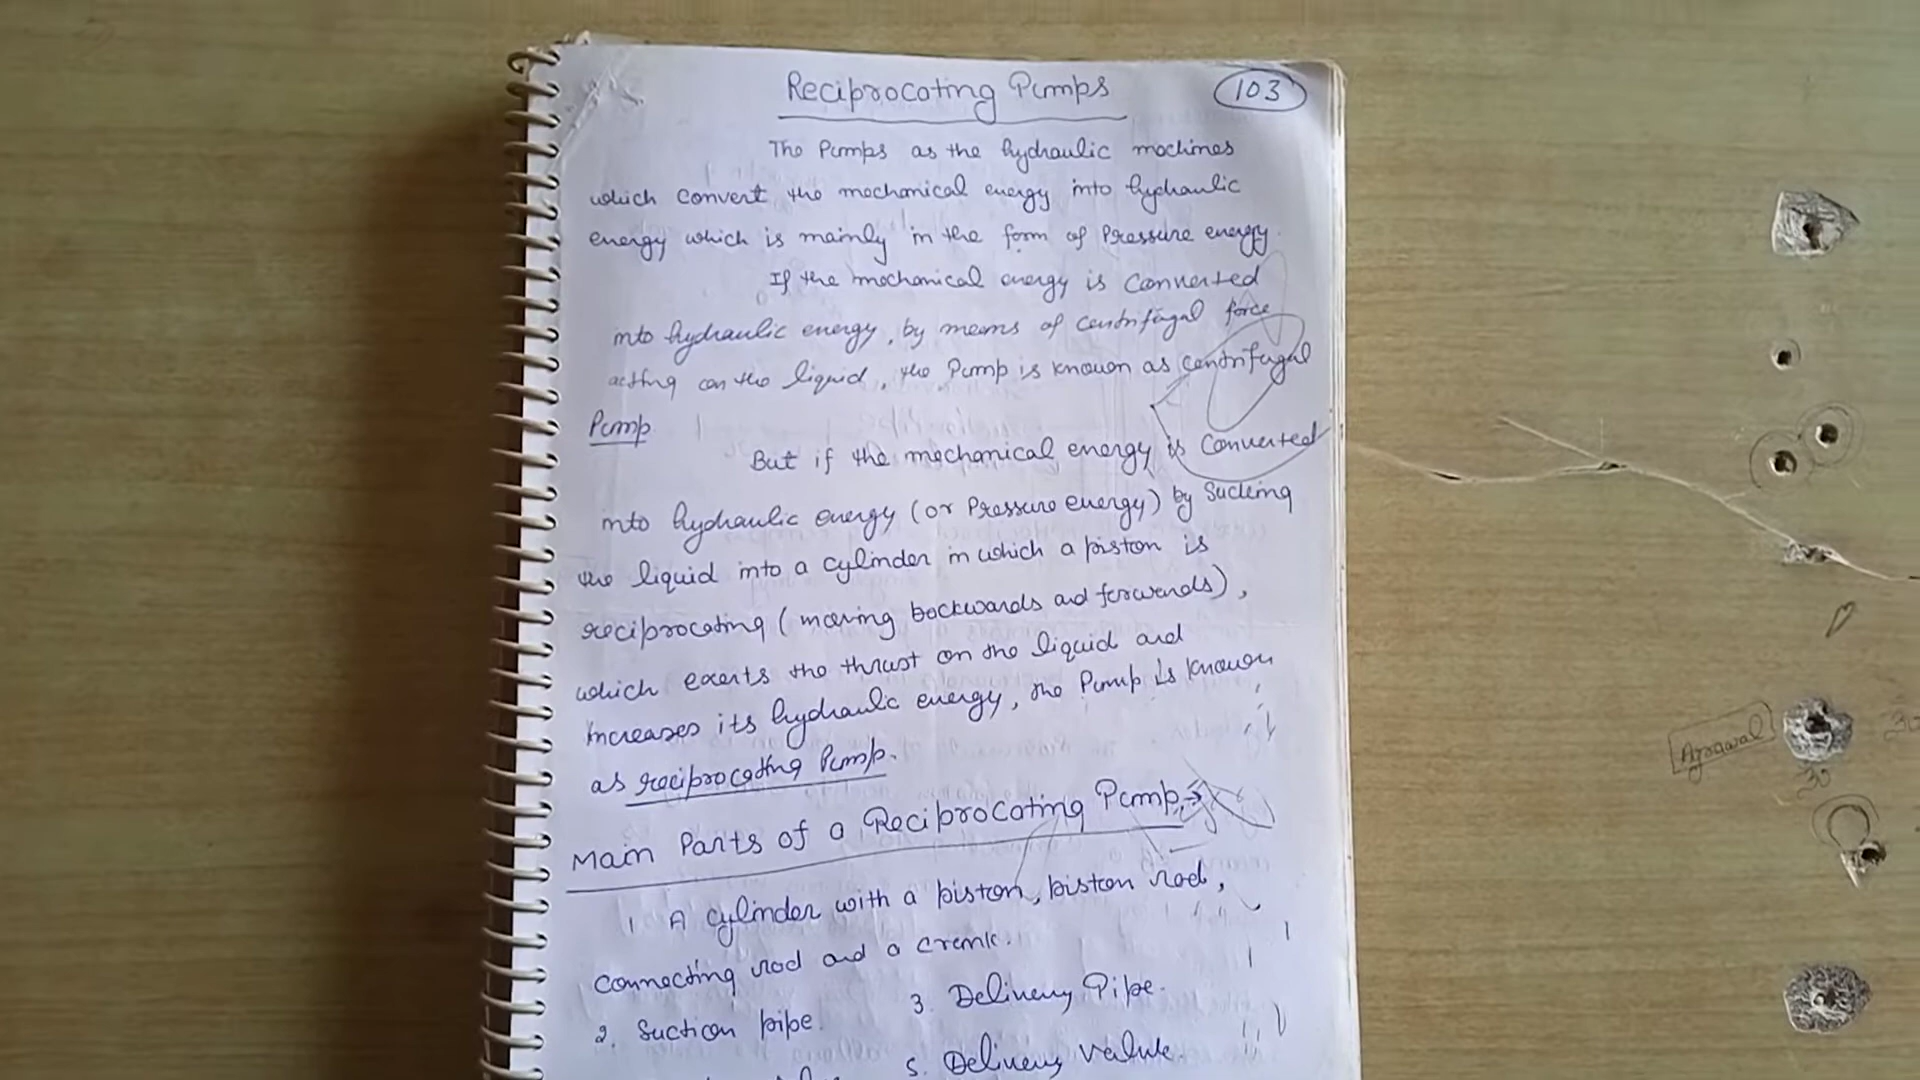 Reciprocating Pumps
103
The Pumps as the hydraulic machines
which convert the mechanical energy into hydraulic
energy which is mainly in the form of Pressure energy.
If the mechanical energy is Converted
into hydraulic energy, by means of Centrifugal force
acting on the liquid, the Pump is known as Centrifugal
Pump
But if the mechanical energy is Converted
into hydraulic energy (or Pressure energy) by Sucking
the liquid into a cylinder in which a piston is
reciprocating (moving backwards and forwards),
which exerts the thrust on the liquid and
increases its hydraulic energy, the Pump is known
as reciprocating Pump.
Main Parts of a Reciprocating Pump
1 A cylinder with a piston, piston rod,
Connecting rod and a crank.
2. Suction pipe
3. Delivery Pipe.
5. Delivery Valve.
Agrawal
30
30